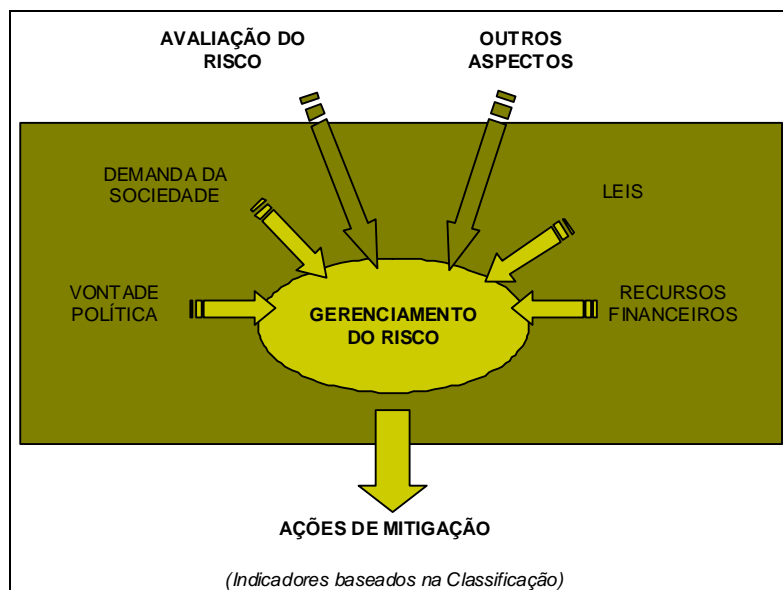 AVALIAÇÃO DO
RISCO
OUTROS
ASPECTOS
DEMANDA DA
SOCIEDADE
LEIS
VONTADE
POLÍTICA
RECURSOS
FINANCEIROS
GERENCIAMENTO
DO RISCO
AÇÕES DE MITIGAÇÃO
(Indicadores baseados na Classificação)